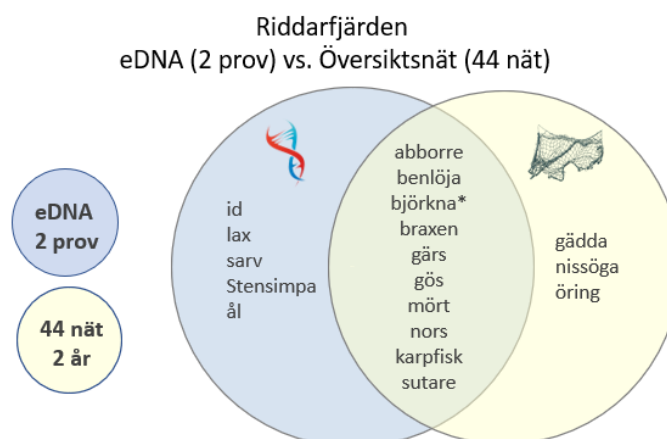 Riddarfjärden
eDNA (2 prov) vs. Översiktsnät (44 nät)
eDNA
2 prov
44 nät
2 år
id
lax
sarv
Stensimpa
ål
abborre
benlöja
björkna*
braxen
gärs
gös
mört
nors
karpfisk
sutare
gädda
nissöga
öring